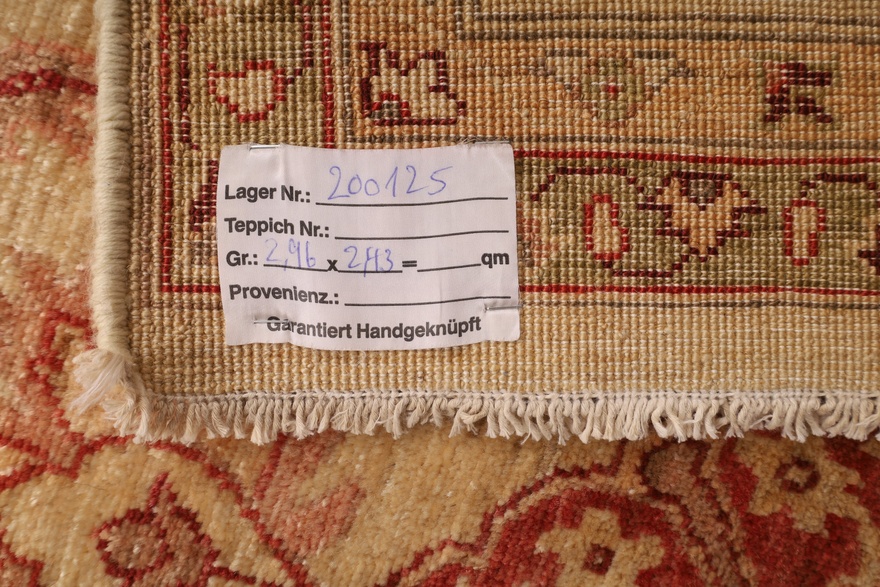 Lager Nr.: 200125
Teppich Nr.:
Gr.: 2,96 x 2,43 = qm
Provenienz.:
Garantiert Handgeknüpft